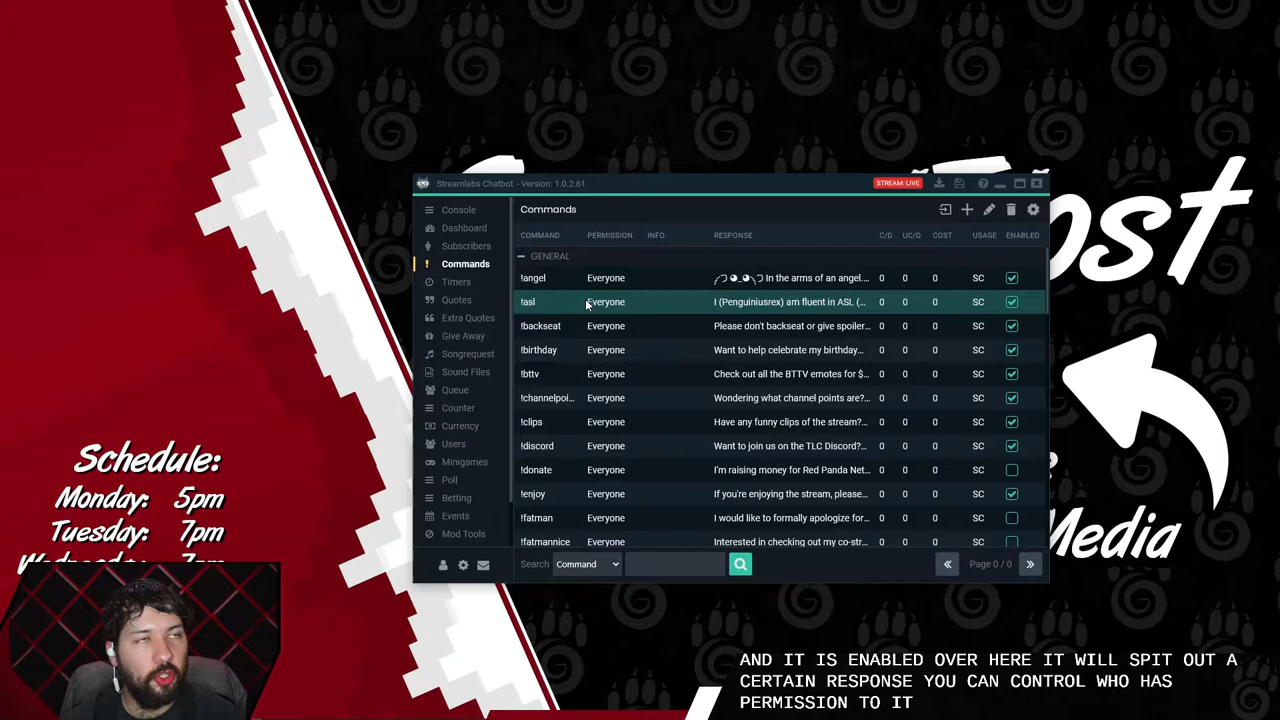 Streamlabs Chatbot - Version: 1.0.2.61
STREAM: LIVE
Console
Dashboard
Subscribers
Commands
Timers
Quotes
Extra Quotes
Give Away
Songrequest
Sound Files
Queue
Counter
Currency
Users
Minigames
Poll
Betting
Events
Mod Tools
Commands
COMMAND PERMISSION INFO RESPONSE C/D UC/D COST USAGE ENABLED
GENERAL
!angel Everyone In the arms of an angel.... 0 0 0 SC
!asl Everyone I (Penguiniusrex) am fluent in ASL (... 0 0 0 SC
!backseat Everyone Please don't backseat or give spoiler... 0 0 0 SC
!birthday Everyone Want to help celebrate my birthday... 0 0 0 SC
!bttv Everyone Check out all the BTTV emotes for $... 0 0 0 SC
!channelpoi... Everyone Wondering what channel points are?... 0 0 0 SC
!clips Everyone Have any funny clips of the stream?... 0 0 0 SC
!discord Everyone Want to join us on the TLC Discord?... 0 0 0 SC
!donate Everyone I'm raising money for Red Panda Net... 0 0 0 SC
!enjoy Everyone If you're enjoying the stream, please... 0 0 0 SC
!fatman Everyone I would like to formally apologize for... 0 0 0 SC
!fatmannice Everyone Interested in checking out my co-str... 0 0 0 SC
Search Command Page 0 / 0
Schedule:
Monday: 5pm
Tuesday: 7pm
Wednesday: 7pm
ost
Media
AND IT IS ENABLED OVER HERE IT WILL SPIT OUT A
CERTAIN RESPONSE YOU CAN CONTROL WHO HAS
PERMISSION TO IT